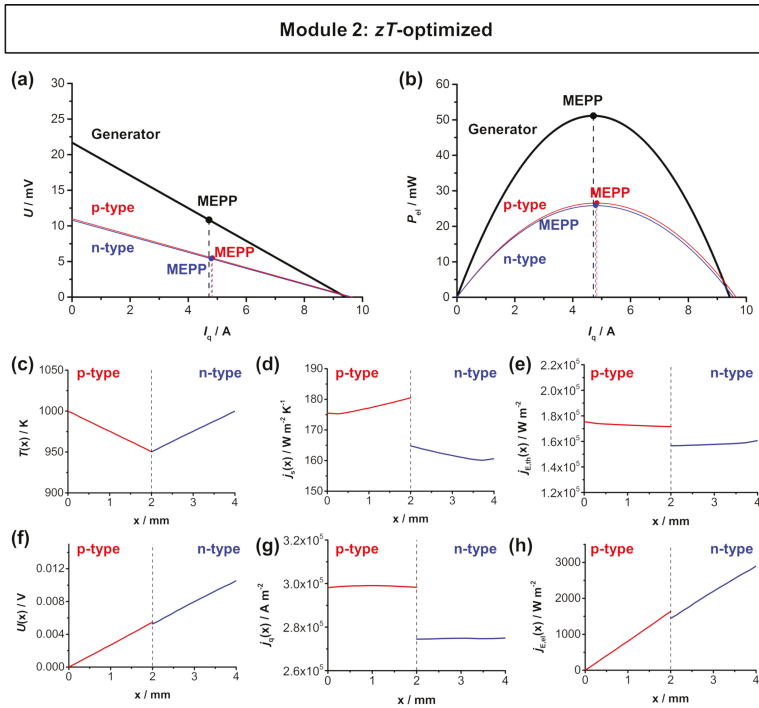 Module 2: zT-optimized
(a)
30
25
20
15
10
5
0
0 2 4 6 8 10
U / mV
I_q / A
Generator
MEPP
p-type
n-type
MEPP
MEPP
(b)
60
50
40
30
20
10
0
0 2 4 6 8 10
P_el / mW
I_q / A
MEPP
Generator
MEPP
p-type
MEPP
n-type
(c)
p-type n-type
1050
1000
950
900
0 1 2 3 4
T(x) / K
x / mm
(d)
p-type n-type
190
180
170
160
150
0 1 2 3 4
j_s(x) / W m⁻² K⁻¹
x / mm
(e)
p-type n-type
2.2x10⁵
2.0x10⁵
1.8x10⁵
1.6x10⁵
1.4x10⁵
1.2x10⁵
0 1 2 3 4
j_E,th(x) / W m⁻²
x / mm
(f)
p-type n-type
0.012
0.008
0.004
0.000
0 1 2 3 4
U(x) / V
x / mm
(g)
p-type n-type
3.2x10⁵
3.0x10⁵
2.8x10⁵
2.6x10⁵
0 1 2 3 4
j_q(x) / A m⁻²
x / mm
(h)
p-type n-type
3000
2000
1000
0
0 1 2 3 4
j_E,el(x) / W m⁻²
x / mm